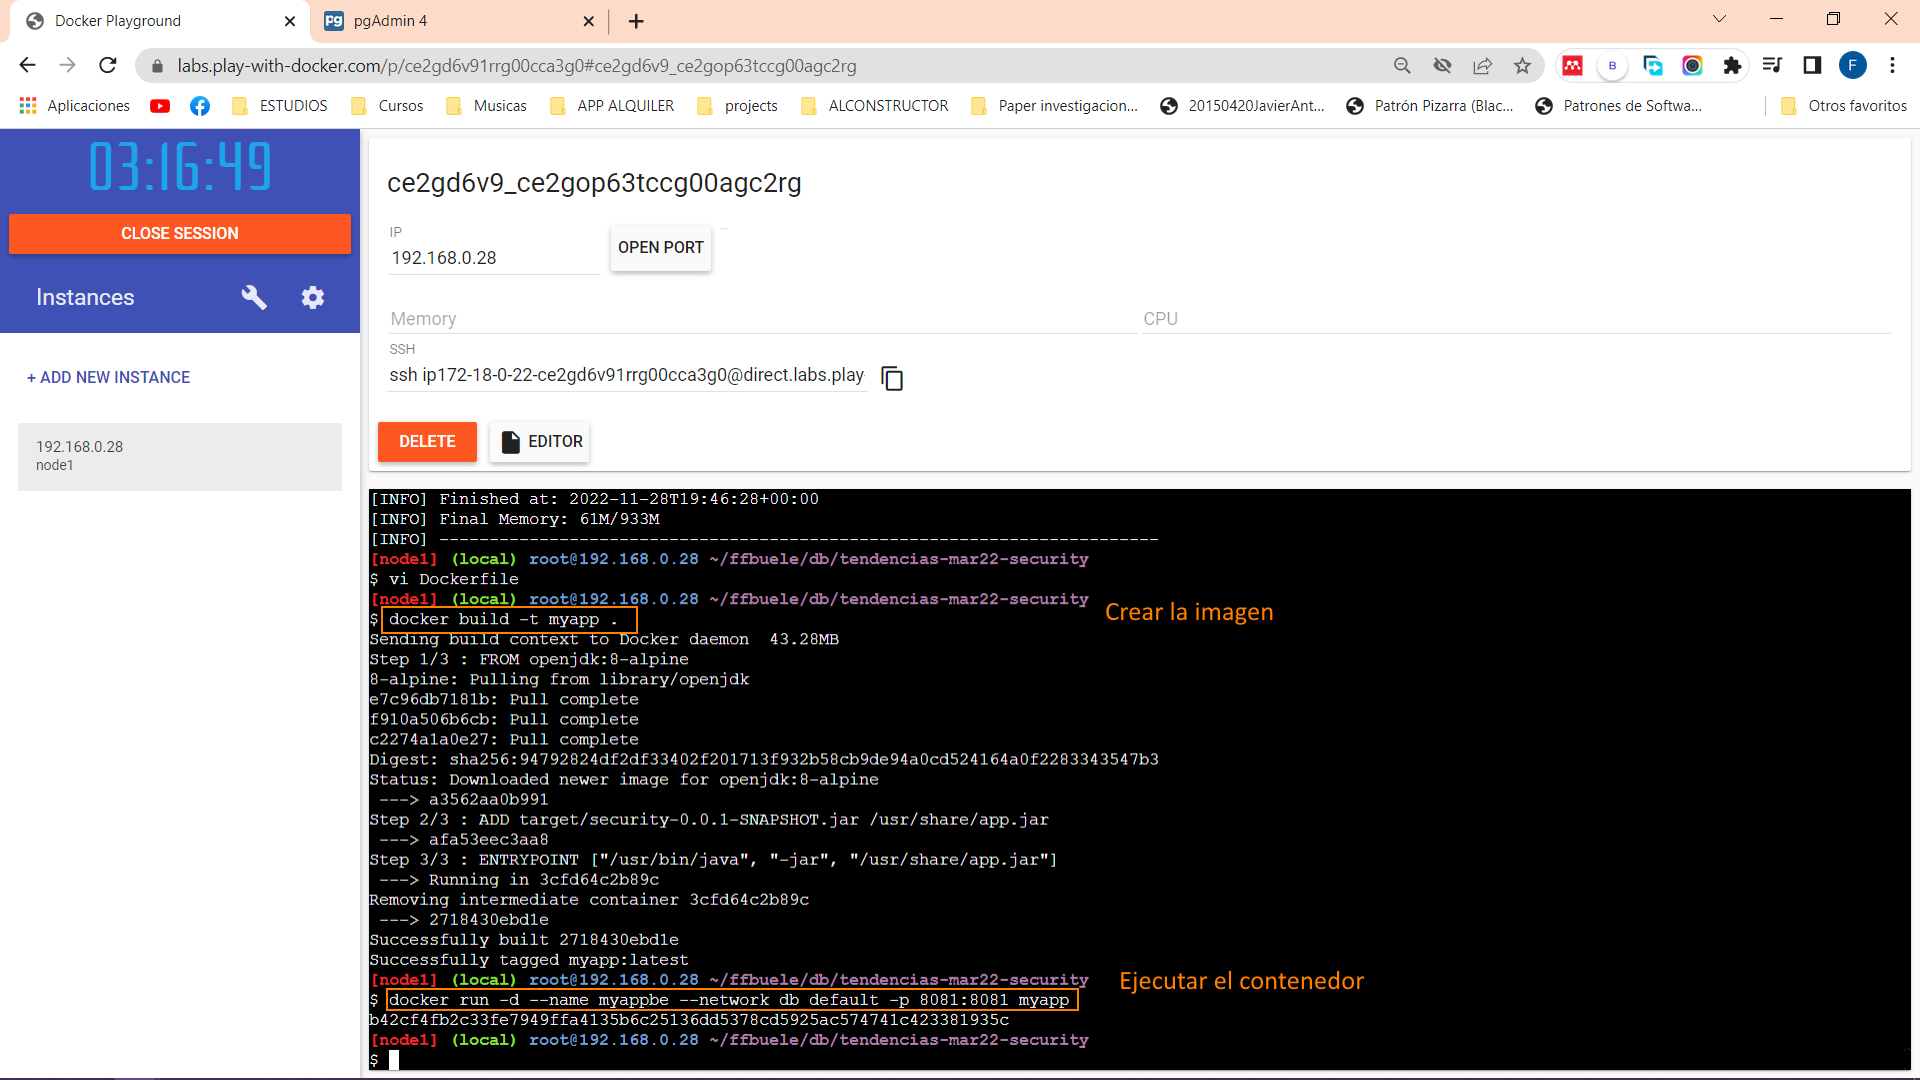 Docker Playground
pgAdmin 4
labs.play-with-docker.com/p/ce2gd6v91rrg00cca3g0#ce2gd6v9_ce2gop63tccg00agc2rg
B
F
Aplicaciones
ESTUDIOS
Cursos
Musicas
APP ALQUILER
projects
ALCONSTRUCTOR
Paper investigacion...
20150420JavierAnt...
Patrón Pizarra (Blac...
Patrones de Softwa...
Otros favoritos
03:16:49
CLOSE SESSION
Instances
+ ADD NEW INSTANCE
192.168.0.28
node1
ce2gd6v9_ce2gop63tccg00agc2rg
IP
192.168.0.28
OPEN PORT
Memory
CPU
SSH
ssh ip172-18-0-22-ce2gd6v91rrg00cca3g0@direct.labs.play
DELETE
EDITOR
[INFO] Finished at: 2022-11-28T19:46:28+00:00
[INFO] Final Memory: 61M/933M
[INFO] ------------------------------------------------------------------------
[node1] (local) root@192.168.0.28 ~/ffbuele/db/tendencias-mar22-security
$ vi Dockerfile
[node1] (local) root@192.168.0.28 ~/ffbuele/db/tendencias-mar22-security
Crear la imagen
$ docker build -t myapp .
Sending build context to Docker daemon  43.28MB
Step 1/3 : FROM openjdk:8-alpine
8-alpine: Pulling from library/openjdk
e7c96db7181b: Pull complete
f910a506b6cb: Pull complete
c2274a1a0e27: Pull complete
Digest: sha256:94792824df2df33402f201713f932b58cb9de94a0cd524164a0f2283343547b3
Status: Downloaded newer image for openjdk:8-alpine
 ---> a3562aa0b991
Step 2/3 : ADD target/security-0.0.1-SNAPSHOT.jar /usr/share/app.jar
 ---> afa53eec3aa8
Step 3/3 : ENTRYPOINT ["/usr/bin/java", "-jar", "/usr/share/app.jar"]
 ---> Running in 3cfd64c2b89c
Removing intermediate container 3cfd64c2b89c
 ---> 2718430ebd1e
Successfully built 2718430ebd1e
Successfully tagged myapp:latest
[node1] (local) root@192.168.0.28 ~/ffbuele/db/tendencias-mar22-security
Ejecutar el contenedor
$ docker run -d --name myappbe --network db_default -p 8081:8081 myapp
b42cf4fb2c33fe7949ffa4135b6c25136dd5378cd5925ac574741c423381935c
[node1] (local) root@192.168.0.28 ~/ffbuele/db/tendencias-mar22-security
$